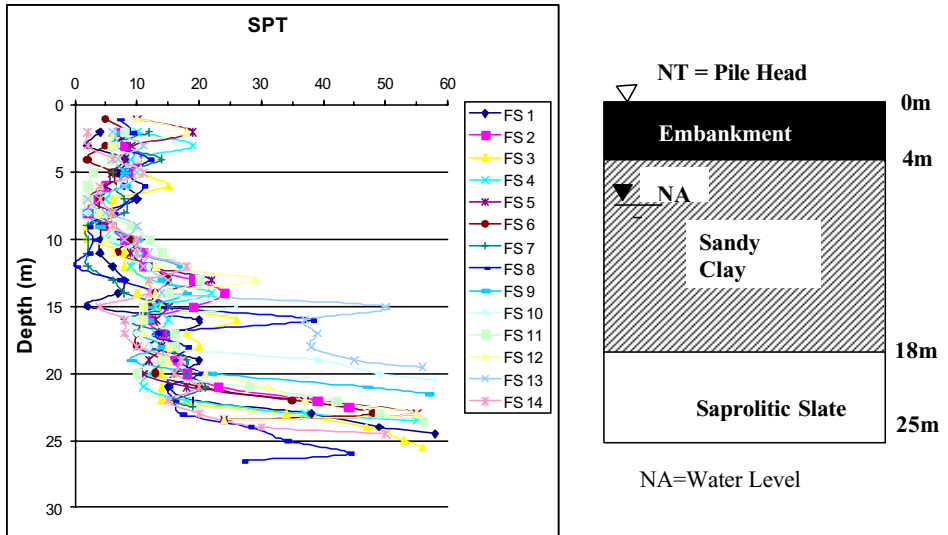 SPT
0 10 20 30 40 50 60
0
5
10
15
20
25
30
Depth (m)
FS 1
FS 2
FS 3
FS 4
FS 5
FS 6
FS 7
FS 8
FS 9
FS 10
FS 11
FS 12
FS 13
FS 14
NT = Pile Head
0m
Embankment
4m
NA
Sandy
Clay
18m
Saprolitic Slate
25m
NA=Water Level